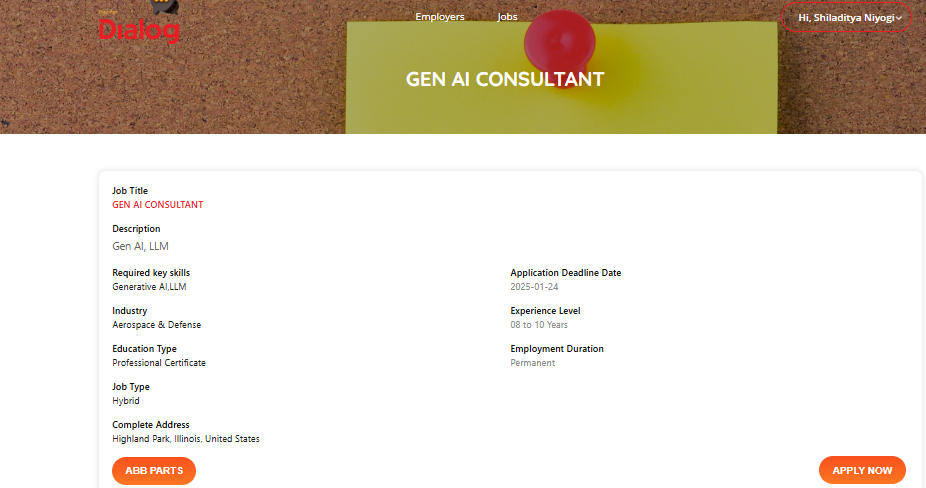 Dialog
Employers
Jobs
Hi, Shiladitya Niyogi
GEN AI CONSULTANT
Job Title
GEN AI CONSULTANT
Description
Gen AI, LLM
Required key skills
Generative AI,LLM
Application Deadline Date
2025-01-24
Industry
Aerospace & Defense
Experience Level
08 to 10 Years
Education Type
Professional Certificate
Employment Duration
Permanent
Job Type
Hybrid
Complete Address
Highland Park, Illinois, United States
ABB PARTS
APPLY NOW